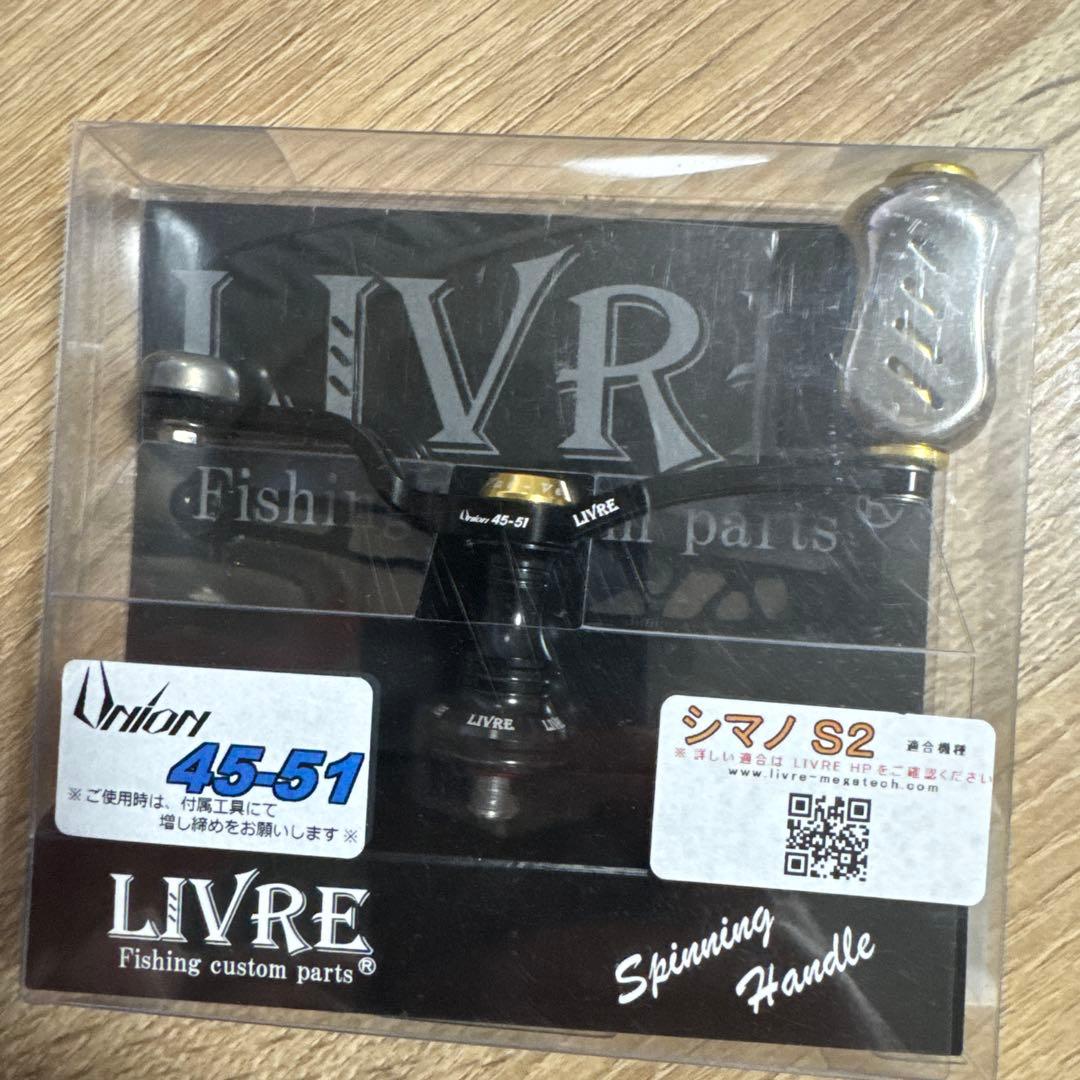 LIVR
Fishing custom parts
Union 45-51
LIVRE
LIVRE
Union
45-51
※ご使用時は、付属工具にて
増し締めをお願いします※
シマノ S2 適合機種
※詳しい適合は LIVRE HPをご確認ください
www.livre-megatech.com
LIVRE
Fishing custom parts®
Spinning
Handle